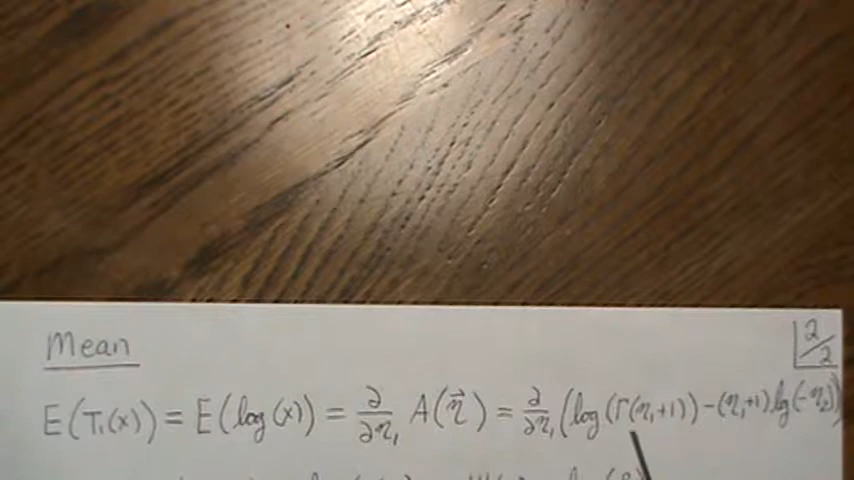 Mean
2/2
E(T₁(x)) = E(log(x)) = ∂/∂η₁ A(η⃗) = ∂/∂η₁ (log(Γ(η₁+1)) - (η₁+1) log(-η₂))